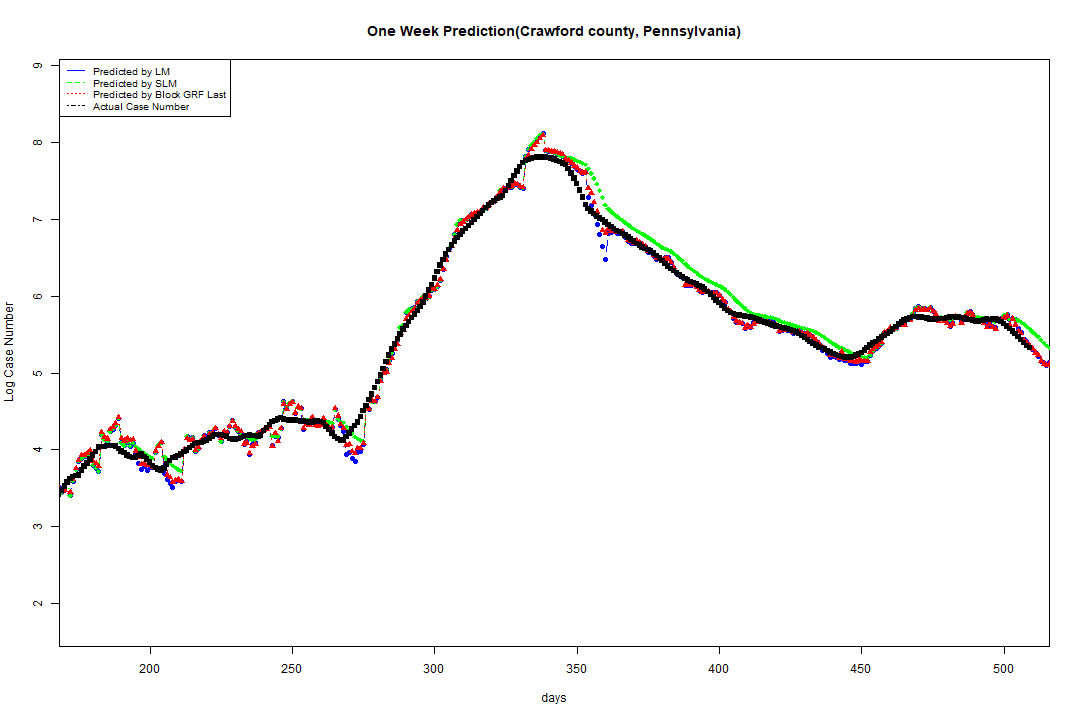 One Week Prediction(Crawford county, Pennsylvania)
Predicted by LM
Predicted by SLM
Predicted by Block GRF Last
Actual Case Number
Log Case Number
9
8
7
6
5
4
3
2
200 250 300 350 400 450 500
days